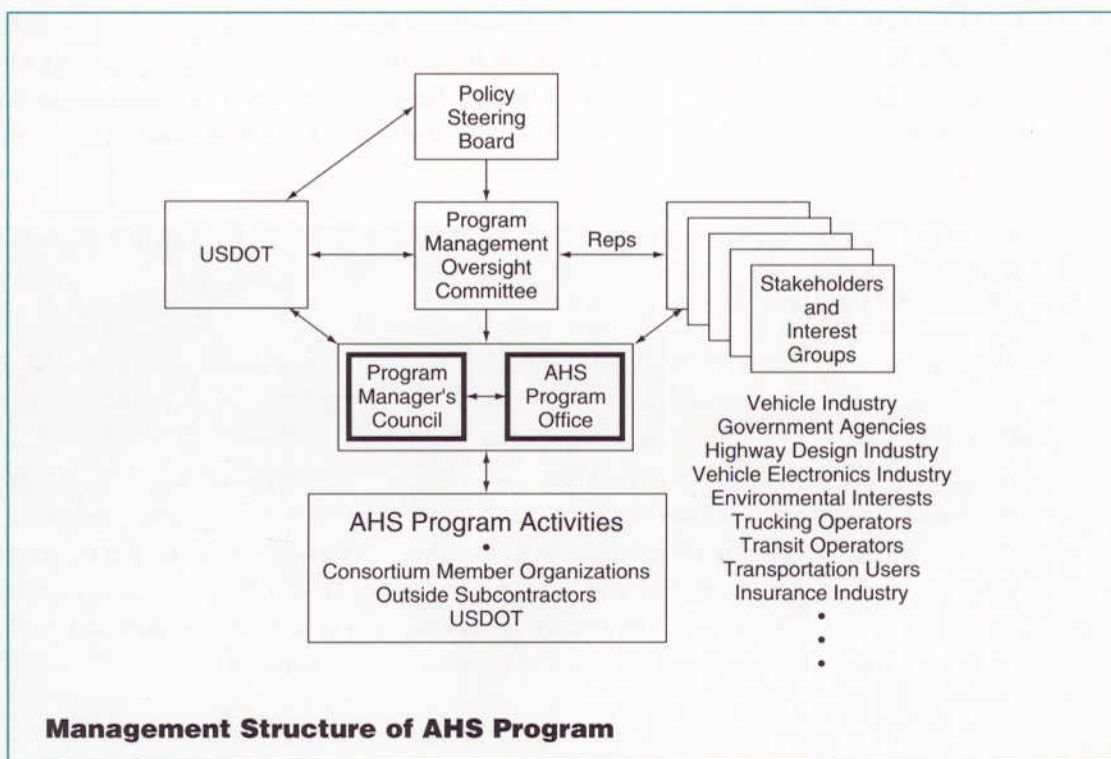 Policy
Steering
Board
USDOT
Program
Management
Oversight
Committee
Reps
Stakeholders
and
Interest
Groups
Program
Manager's
Council
AHS
Program
Office
Vehicle Industry
Government Agencies
Highway Design Industry
Vehicle Electronics Industry
Environmental Interests
Trucking Operators
Transit Operators
Transportation Users
Insurance Industry
•
•
•
AHS Program Activities
•
Consortium Member Organizations
Outside Subcontractors
USDOT
Management Structure of AHS Program